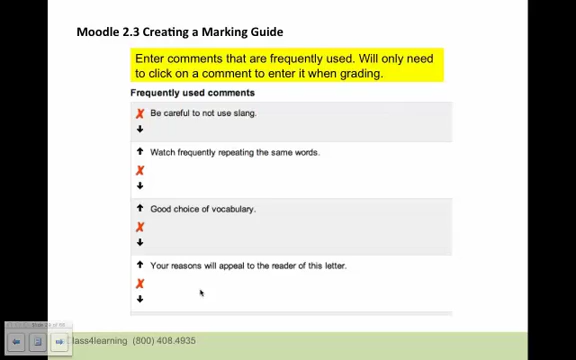 Moodle 2.3 Creating a Marking Guide
Enter comments that are frequently used. Will only need
to click on a comment to enter it when grading.
Frequently used comments
Be careful to not use slang.
Watch frequently repeating the same words.
Good choice of vocabulary.
Your reasons will appeal to the reader of this letter.
class4learning (800) 408.4935